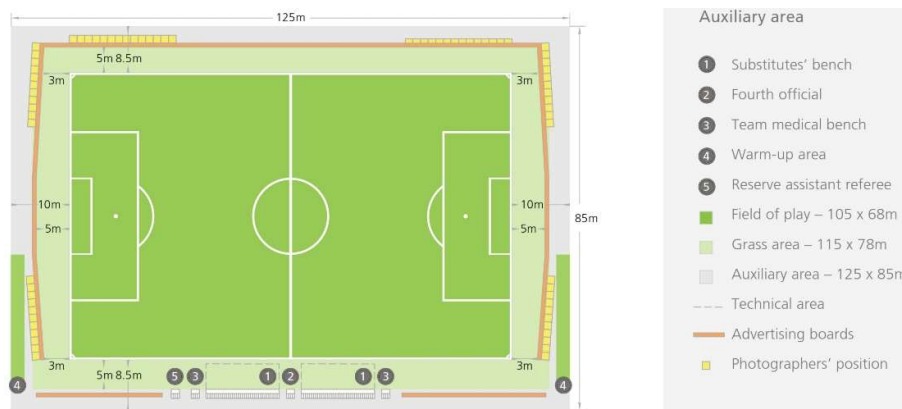 125m
5m 8.5m
3m
3m
10m
10m
5m
5m
85m
3m
3m
5m 8.5m
5
3
1
2
1
3
4
4
Auxiliary area
1 Substitutes' bench
2 Fourth official
3 Team medical bench
4 Warm-up area
5 Reserve assistant referee
Field of play – 105 x 68m
Grass area – 115 x 78m
Auxiliary area – 125 x 85m
Technical area
Advertising boards
Photographers' position